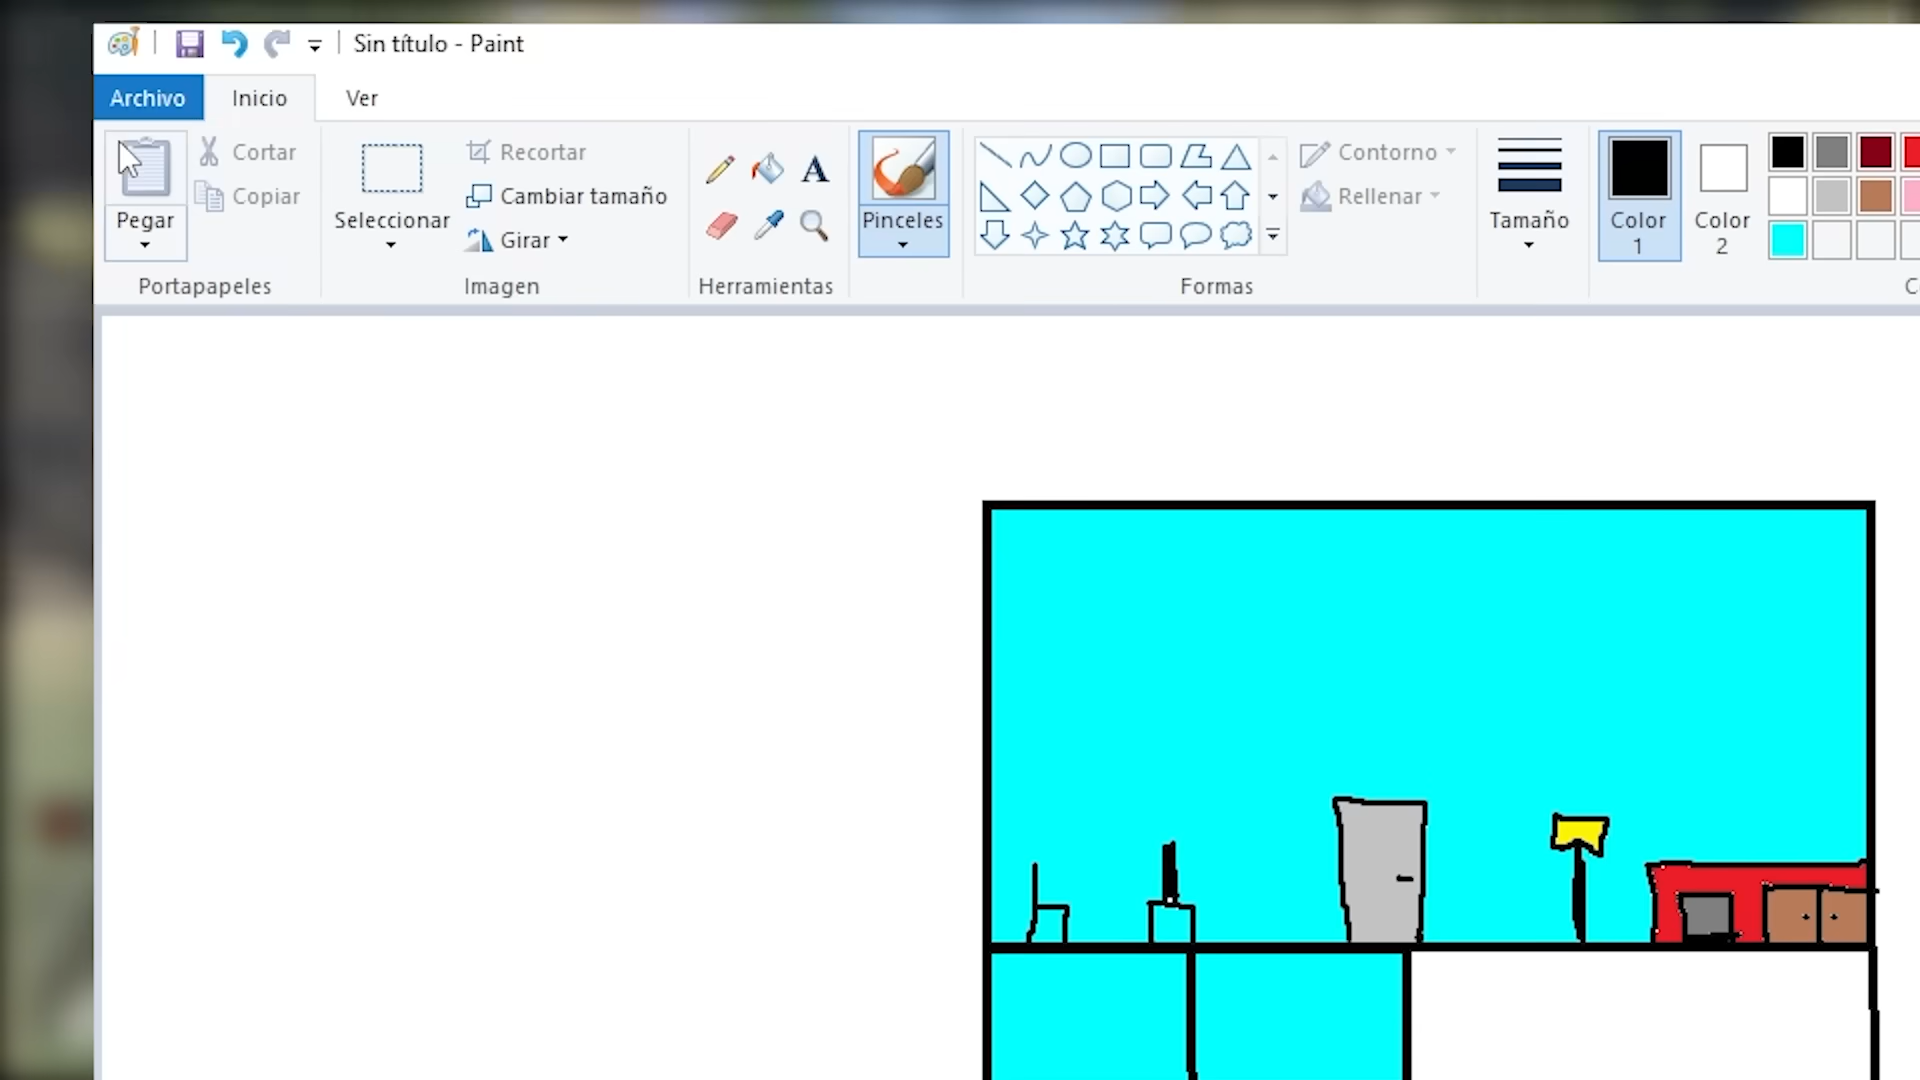 Sin título - Paint
Archivo
Inicio
Ver
Pegar
Cortar
Copiar
Portapapeles
Seleccionar
Recortar
Cambiar tamaño
Girar
Imagen
A
Herramientas
Pinceles
Contorno
Rellenar
Formas
Tamaño
Color
1
Color
2